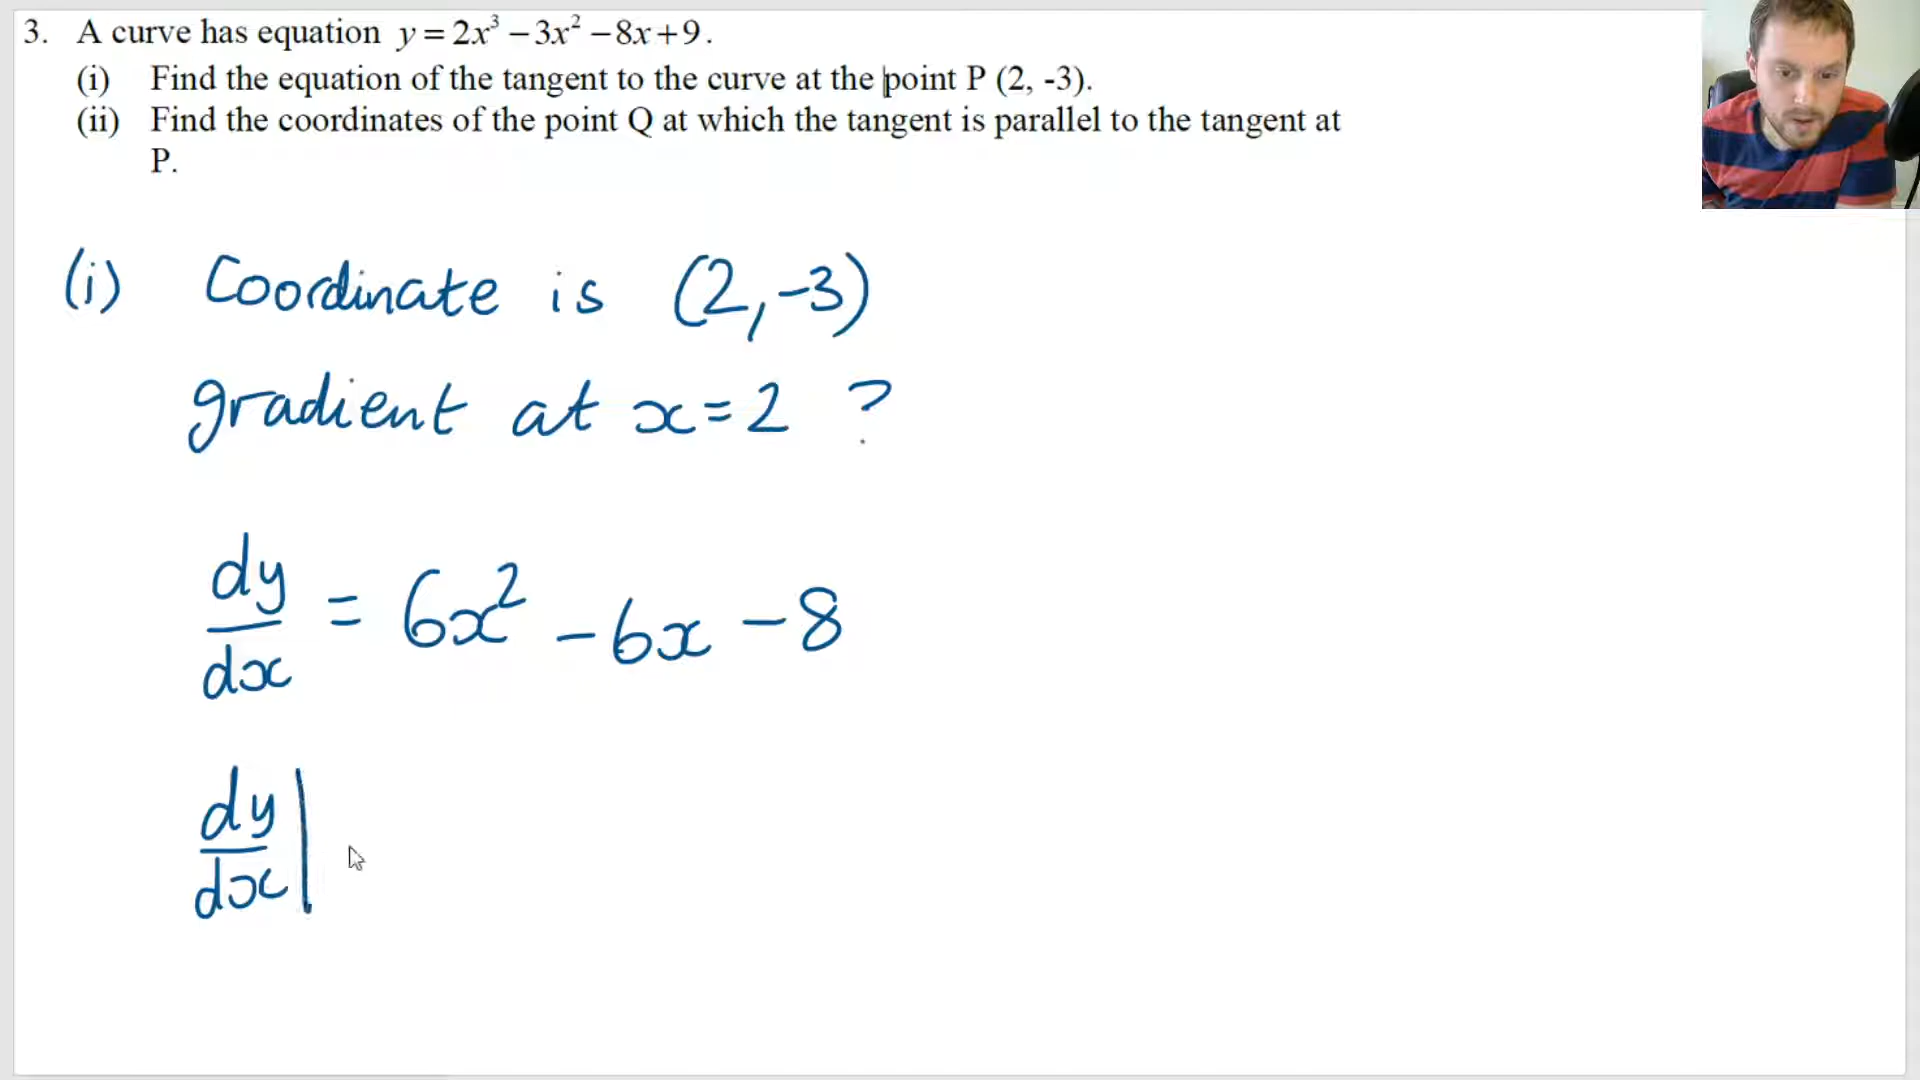 3. A curve has equation y = 2x³ – 3x² – 8x + 9.
(i) Find the equation of the tangent to the curve at the point P (2, -3).
(ii) Find the coordinates of the point Q at which the tangent is parallel to the tangent at
P.
(i) Coordinate is (2,-3)
gradient at x=2 ?
dy/dx = 6x² - 6x - 8
dy/dx |